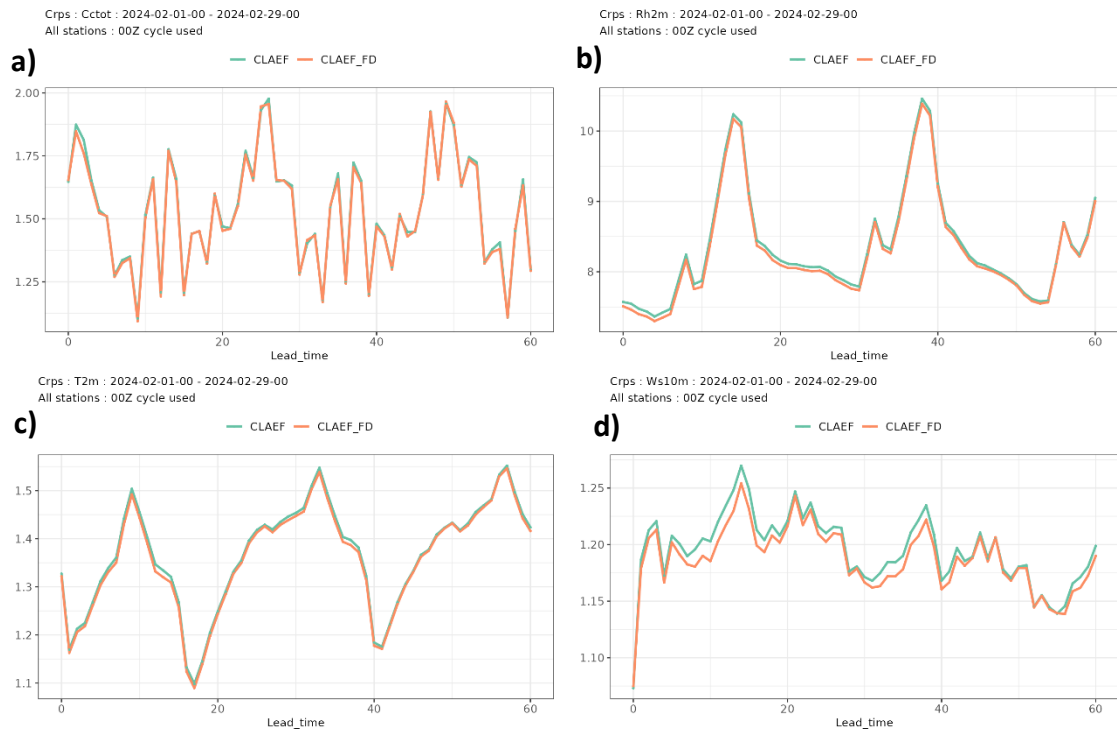 Crps : Cctot : 2024-02-01-00 - 2024-02-29-00
All stations : 00Z cycle used
a)
CLAEF CLAEF_FD
2.00
1.75
1.50
1.25
0 20 40 60
Lead_time
Crps : Rh2m : 2024-02-01-00 - 2024-02-29-00
All stations : 00Z cycle used
b)
CLAEF CLAEF_FD
10
9
8
0 20 40 60
Lead_time
Crps : T2m : 2024-02-01-00 - 2024-02-29-00
All stations : 00Z cycle used
c)
CLAEF CLAEF_FD
1.5
1.4
1.3
1.2
1.1
0 20 40 60
Lead_time
Crps : Ws10m : 2024-02-01-00 - 2024-02-29-00
All stations : 00Z cycle used
d)
CLAEF CLAEF_FD
1.25
1.20
1.15
1.10
0 20 40 60
Lead_time